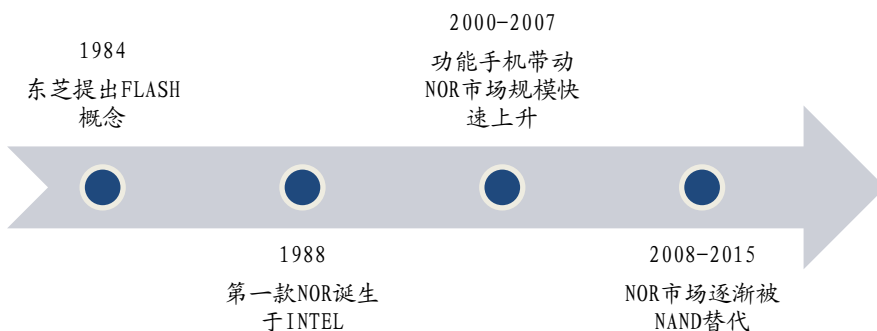 1984
东芝提出FLASH
概念
1988
第一款NOR诞生
于INTEL
2000-2007
功能手机带动
NOR市场规模快
速上升
2008-2015
NOR市场逐渐被
NAND替代